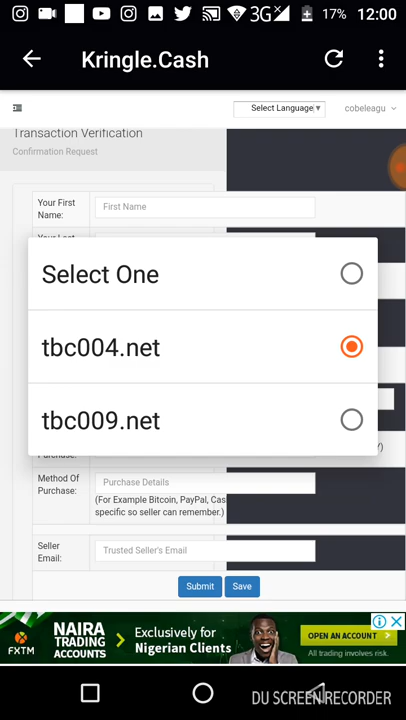 3G 17% 12:00
Kringle.Cash
Select Language ▼ cobeleagu
Transaction Verification
Confirmation Request
Your First
Name:
First Name
Select One
tbc004.net
tbc009.net
Method Of
Purchase:
Purchase Details
(For Example Bitcoin, PayPal, Cas
specific so seller can remember.)
Seller
Email:
Trusted Seller's Email
Submit Save
FXTM
NAIRA
TRADING
ACCOUNTS
Exclusively for
Nigerian Clients
OPEN AN ACCOUNT
All trading involves risk.
DU SCREEN RECORDER